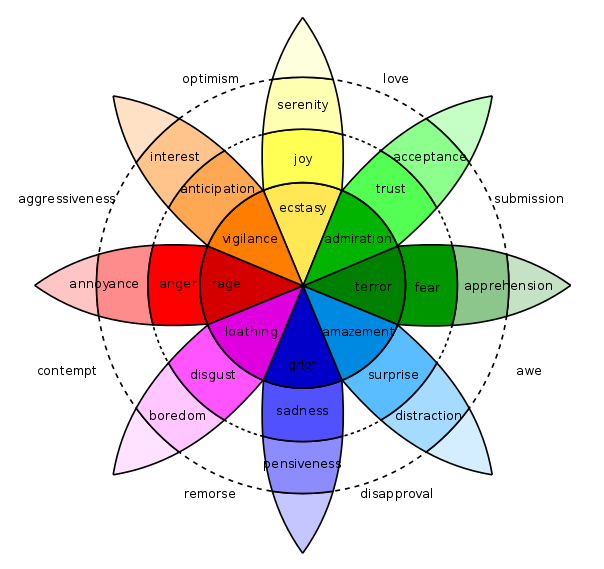 optimism
love
serenity
interest
joy
acceptance
anticipation
trust
aggressiveness
ecstasy
submission
vigilance
admiration
annoyance
anger
rage
terror
fear
apprehension
loathing
amazement
grief
contempt
disgust
surprise
awe
boredom
sadness
distraction
pensiveness
remorse
disapproval